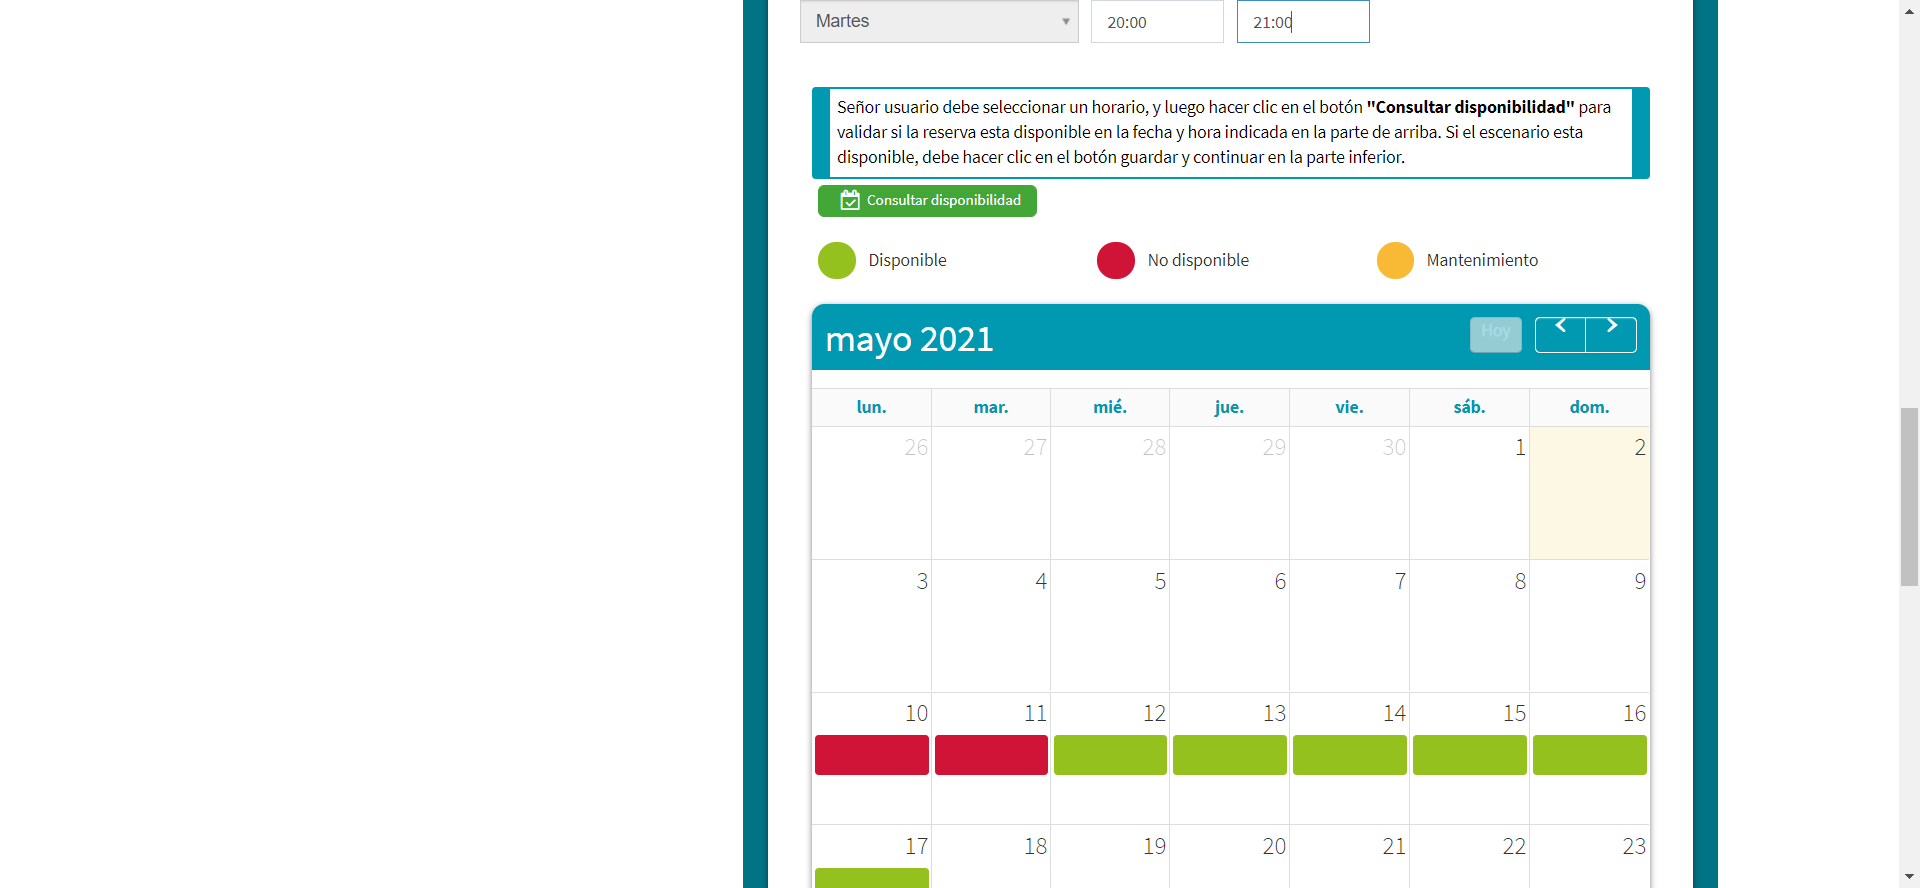 Martes 20:00 21:00
Señor usuario debe seleccionar un horario, y luego hacer clic en el botón "Consultar disponibilidad" para
validar si la reserva esta disponible en la fecha y hora indicada en la parte de arriba. Si el escenario esta
disponible, debe hacer clic en el botón guardar y continuar en la parte inferior.
Consultar disponibilidad
Disponible No disponible Mantenimiento
mayo 2021 Hoy
lun. mar. mié. jue. vie. sáb. dom.
26 27 28 29 30 1 2
3 4 5 6 7 8 9
10 11 12 13 14 15 16
17 18 19 20 21 22 23